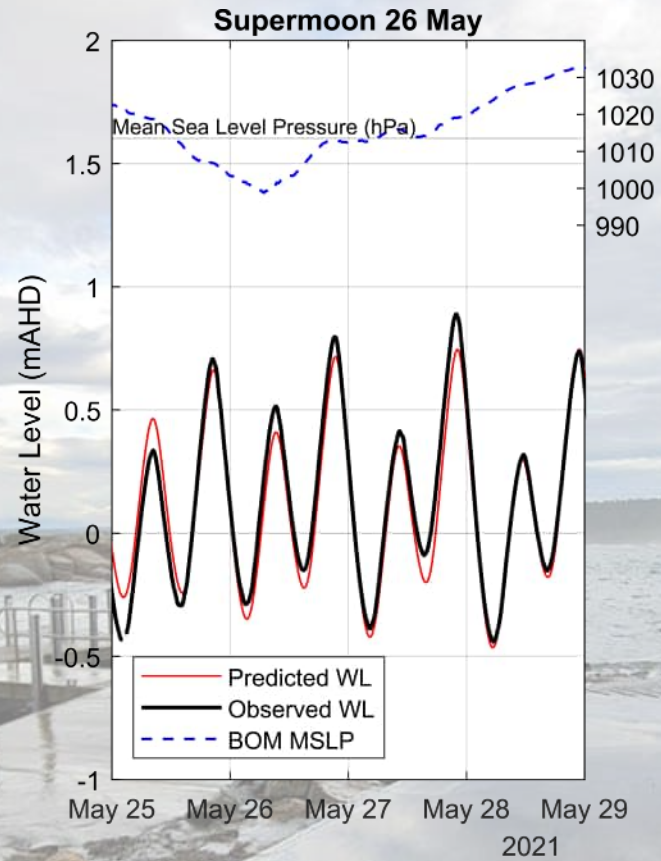 Supermoon 26 May
2
1.5
1
0.5
0
-0.5
-1
Water Level (mAHD)
Mean Sea Level Pressure (hPa)
1030
1020
1010
1000
990
Predicted WL
Observed WL
BOM MSLP
May 25 May 26 May 27 May 28 May 29
2021